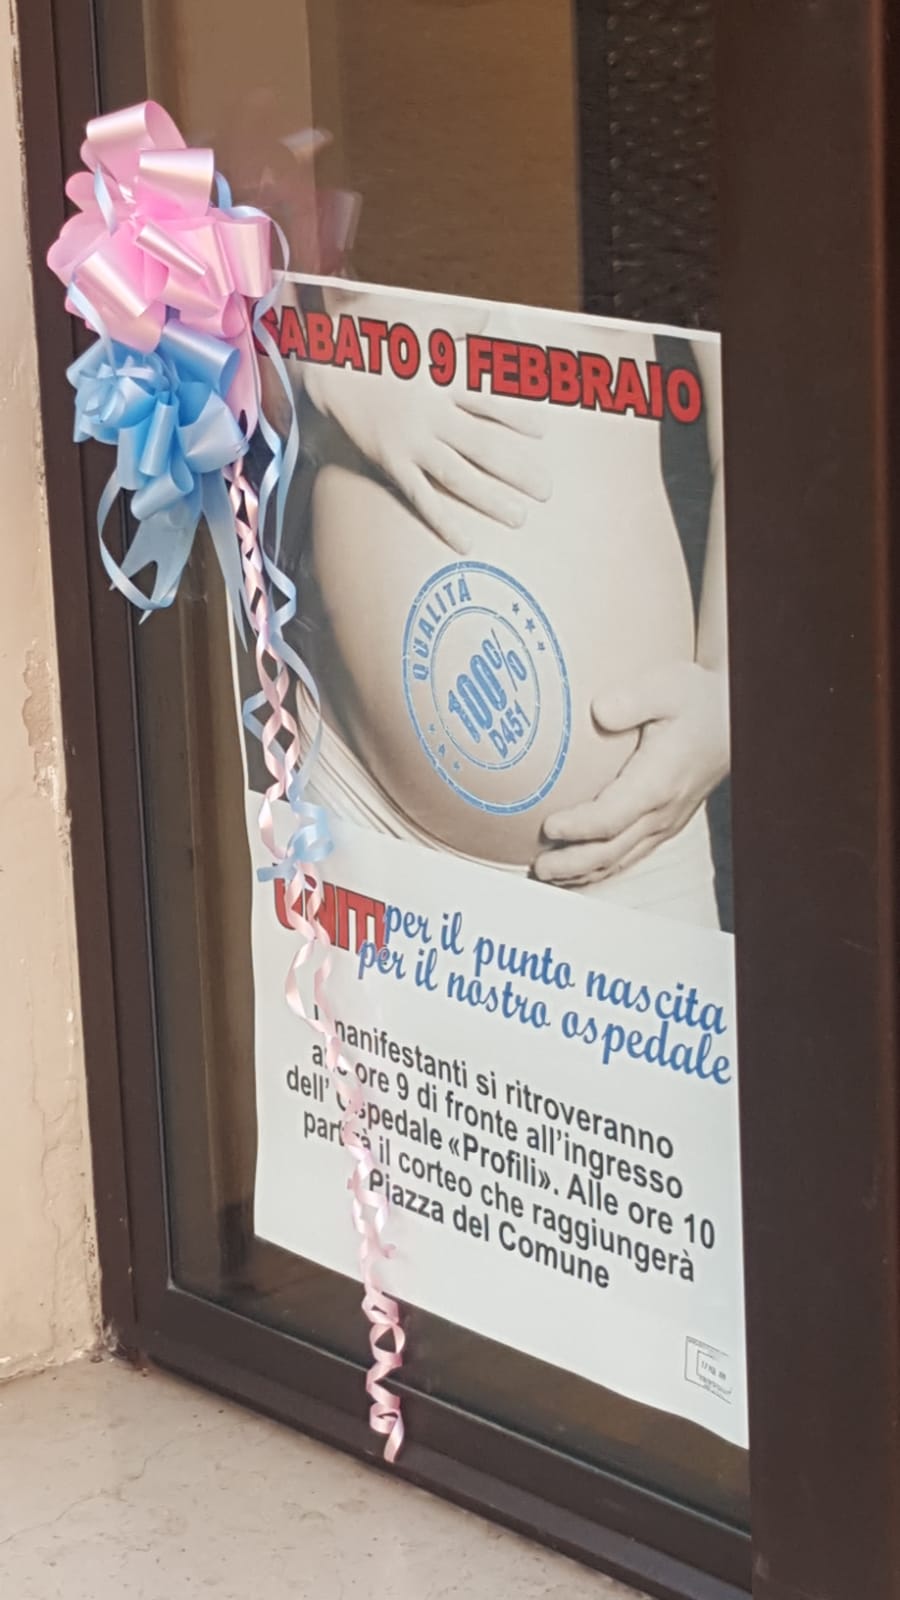 SABATO 9 FEBBRAIO
QUALITÀ
100%
D451
UNITI per il punto nascita
per il nostro ospedale
I manifestanti si ritroveranno
alle ore 9 di fronte all'ingresso
dell' Ospedale «Profili». Alle ore 10
partirà il corteo che raggiungerà
Piazza del Comune